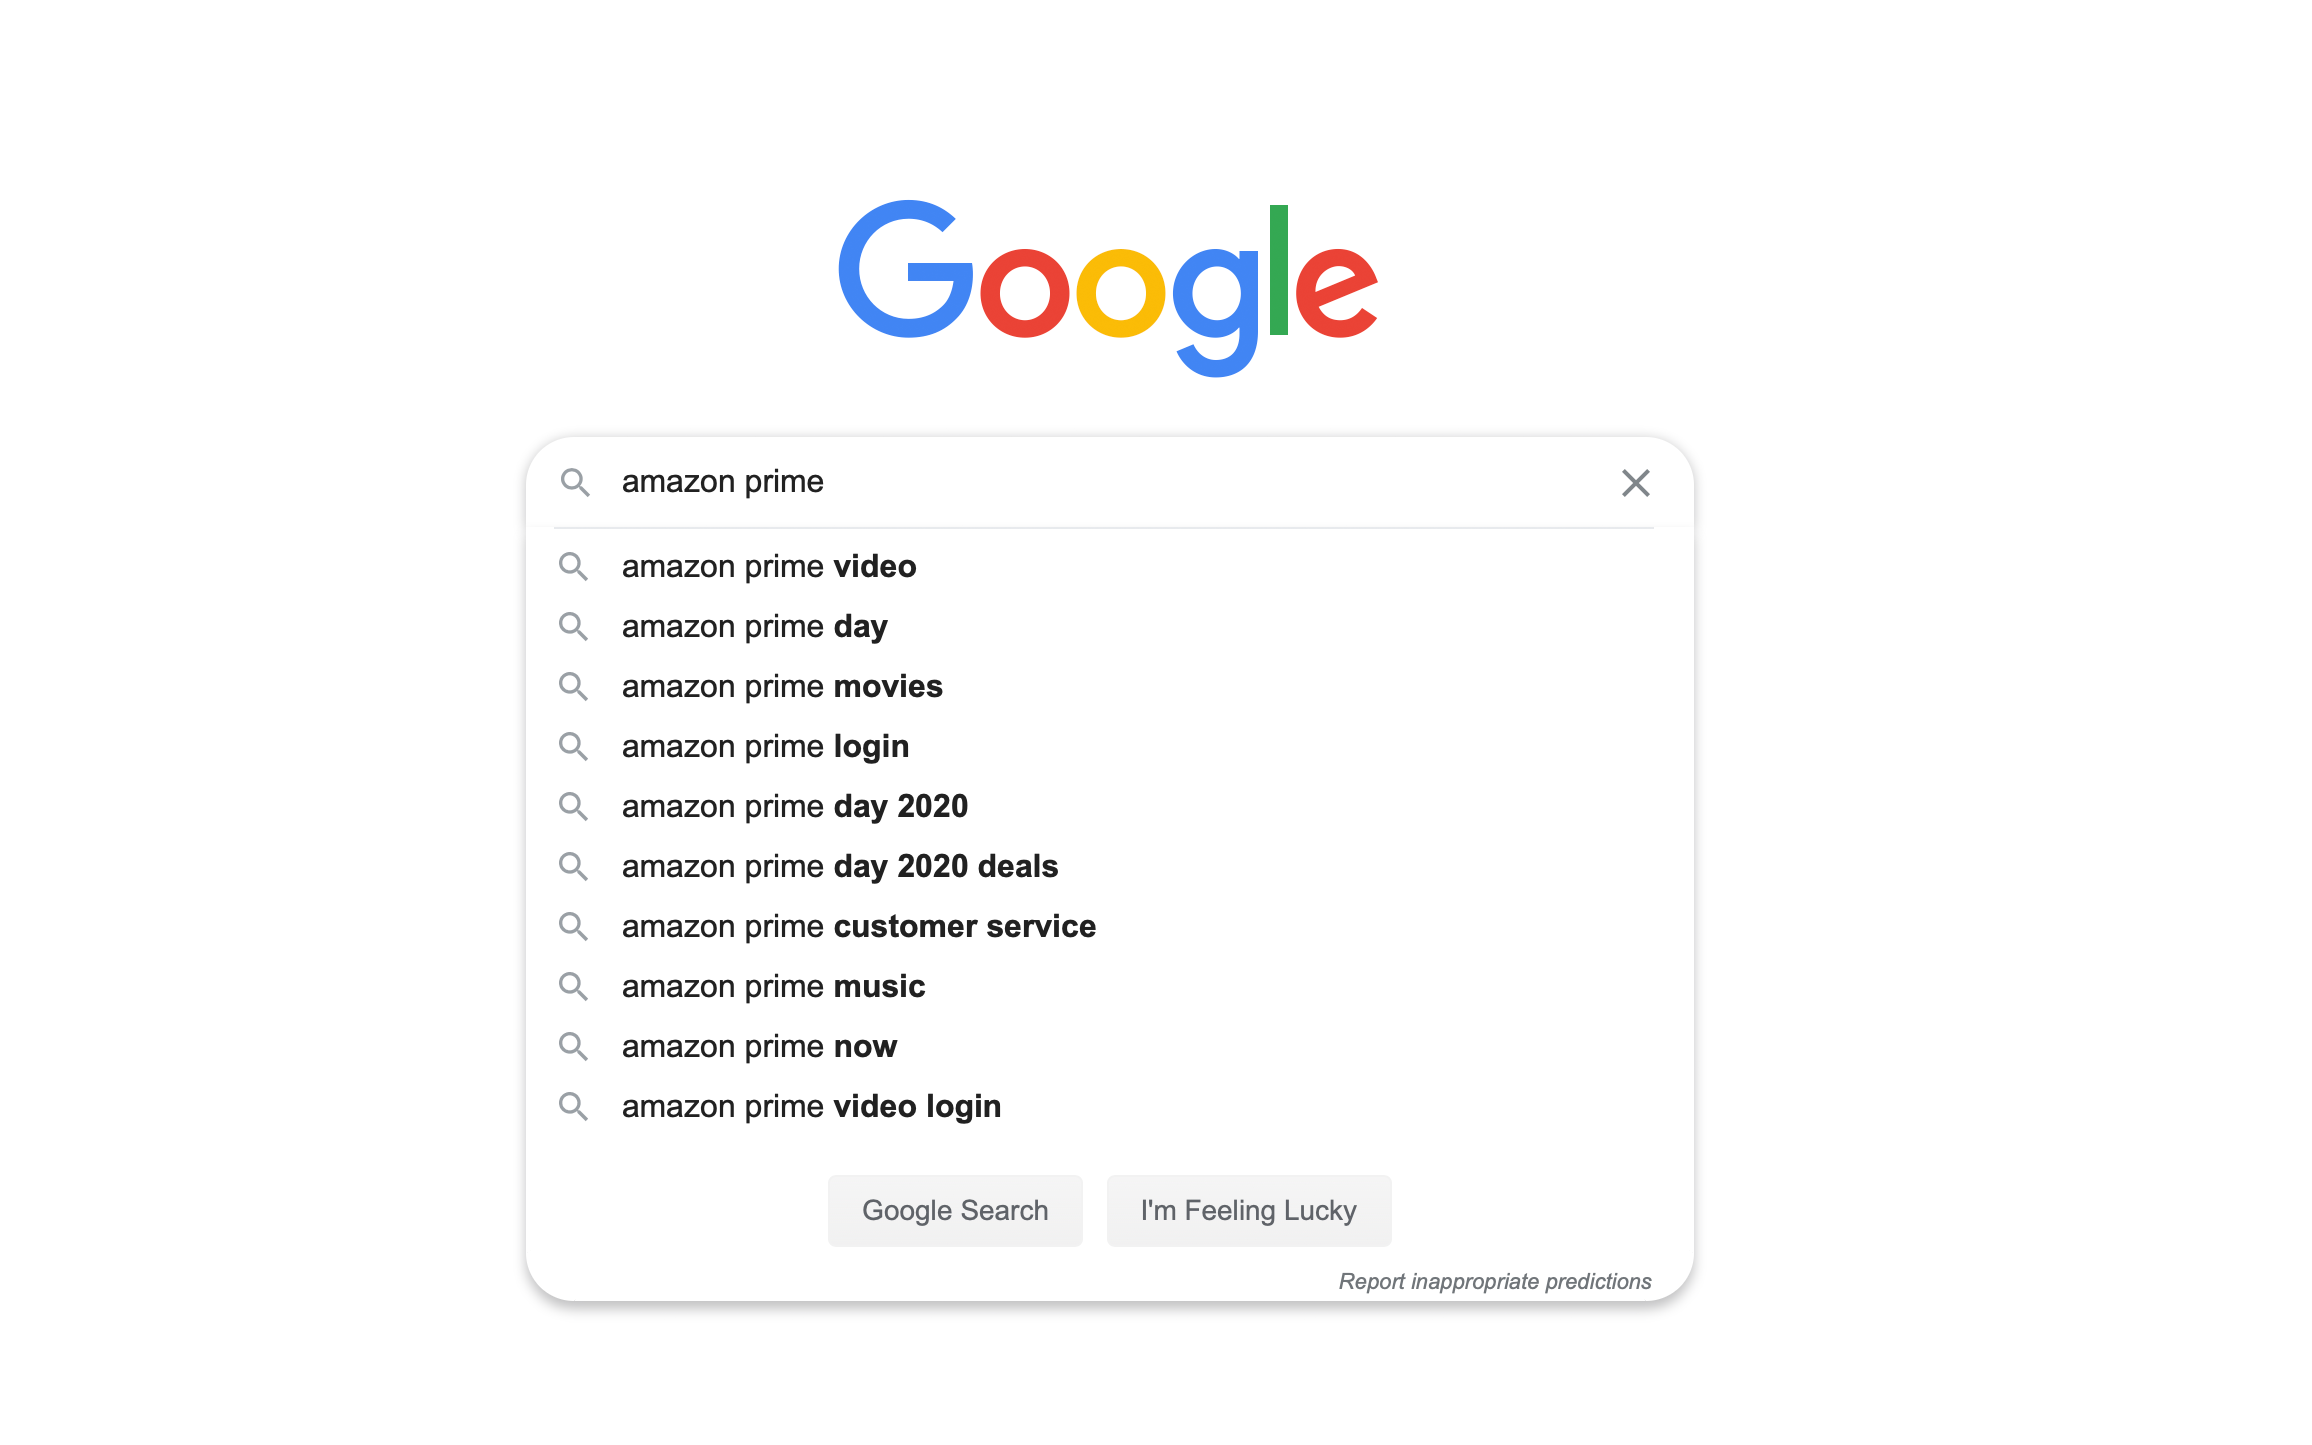 Google
amazon prime
amazon prime video
amazon prime day
amazon prime movies
amazon prime login
amazon prime day 2020
amazon prime day 2020 deals
amazon prime customer service
amazon prime music
amazon prime now
amazon prime video login
Google Search
I'm Feeling Lucky
Report inappropriate predictions